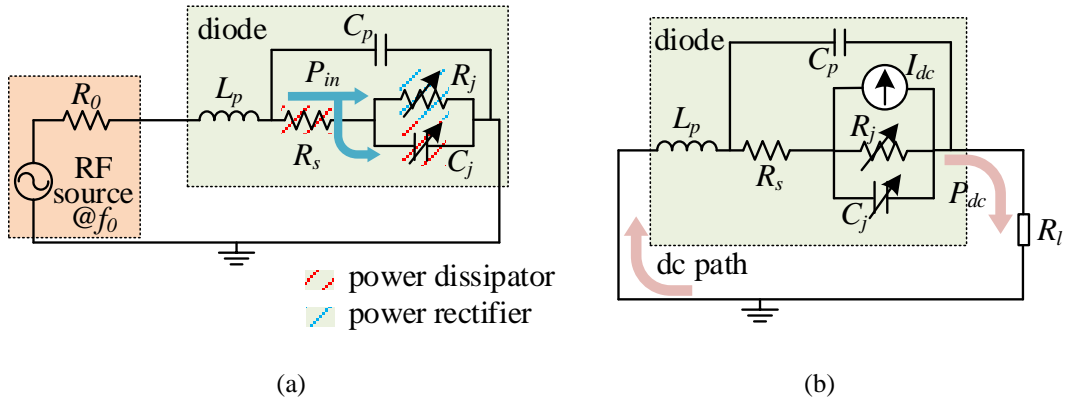 diode
C_p
P_in
R_j
R_0
L_p
R_s
C_j
RF
source
@f_0
power dissipator
power rectifier
(a)
diode
C_p
I_dc
L_p
R_j
R_s
C_j
P_dc
R_l
dc path
(b)